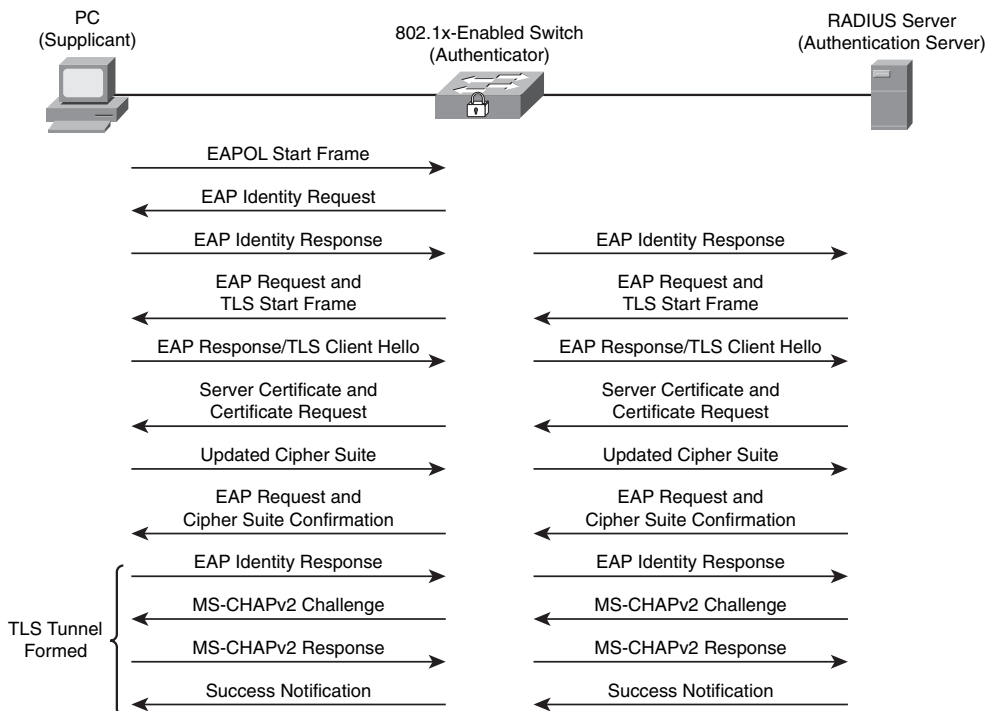 PC
(Supplicant)
802.1x-Enabled Switch
(Authenticator)
RADIUS Server
(Authentication Server)
EAPOL Start Frame
EAP Identity Request
EAP Identity Response
EAP Identity Response
EAP Request and
TLS Start Frame
EAP Request and
TLS Start Frame
EAP Response/TLS Client Hello
EAP Response/TLS Client Hello
Server Certificate and
Certificate Request
Server Certificate and
Certificate Request
Updated Cipher Suite
Updated Cipher Suite
EAP Request and
Cipher Suite Confirmation
EAP Request and
Cipher Suite Confirmation
TLS Tunnel
Formed
EAP Identity Response
EAP Identity Response
MS-CHAPv2 Challenge
MS-CHAPv2 Challenge
MS-CHAPv2 Response
MS-CHAPv2 Response
Success Notification
Success Notification